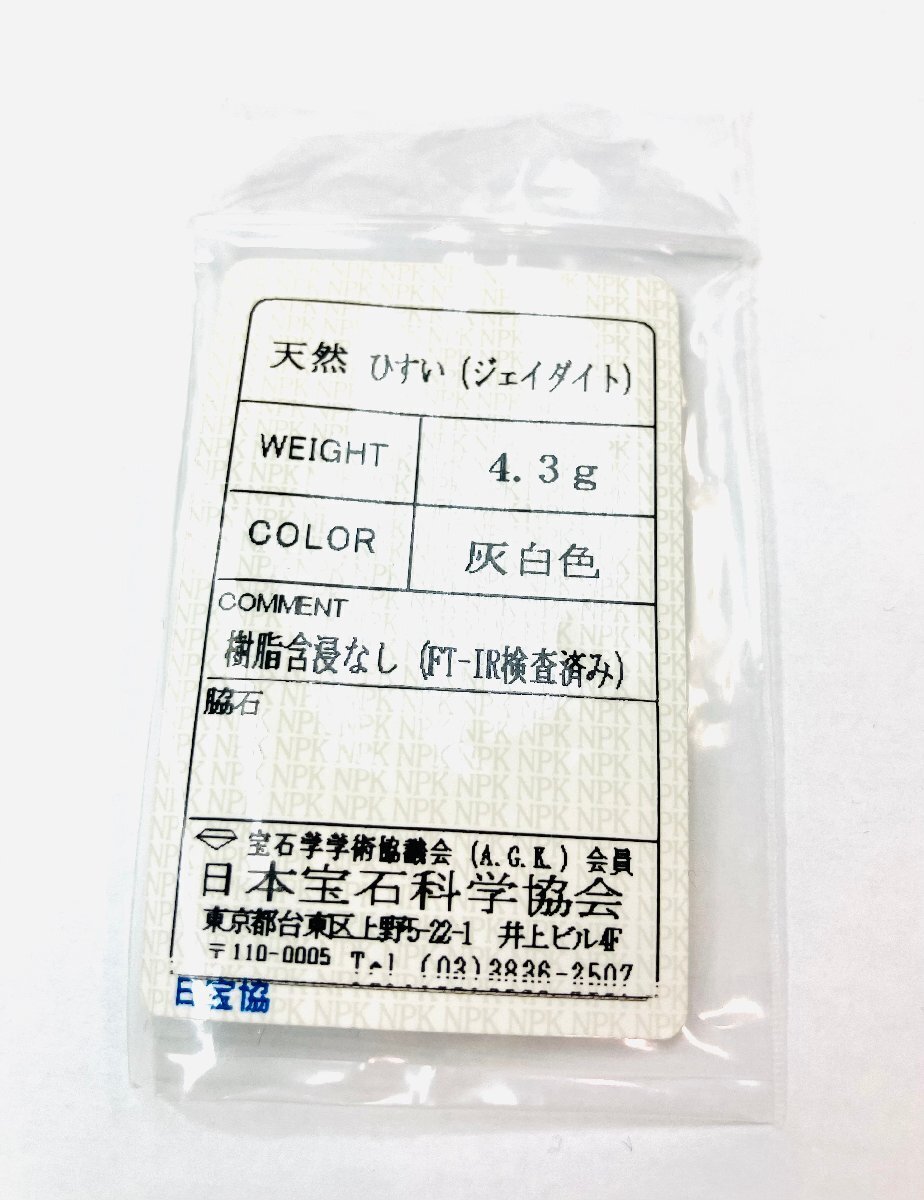 天然 ひすい (ジェイダイト)
WEIGHT 4.3g
COLOR 灰白色
COMMENT
樹脂含浸なし (FT-IR検査済み)
脇石
宝石学学術協議会 (A.G.K.) 会員
日本宝石科学協会
東京都台東区上野5-22-1 井上ビル4F
〒110-0005 Tel (03)3836-2507
日宝協